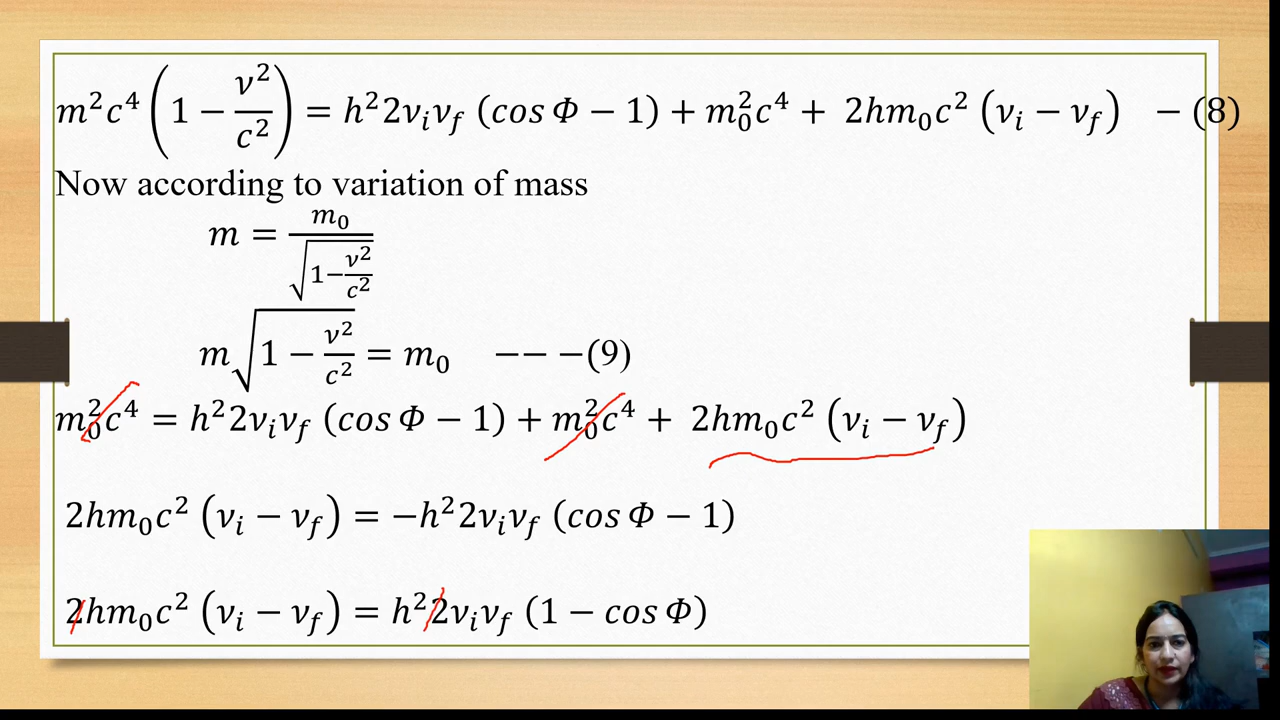 m²c⁴ (1 − ν²/c²) = h²2νᵢν_f (cos Φ − 1) + m₀²c⁴ + 2hm₀c² (νᵢ − ν_f) − (8)
Now according to variation of mass
m = m₀/√(1−ν²/c²)
m√(1 − ν²/c²) = m₀ −− −(9)
m₀²c⁴ = h²2νᵢν_f (cos Φ − 1) + m₀²c⁴ + 2hm₀c² (νᵢ − ν_f)
2hm₀c² (νᵢ − ν_f) = −h²2νᵢν_f (cos Φ − 1)
2hm₀c² (νᵢ − ν_f) = h²2νᵢν_f (1 − cos Φ)